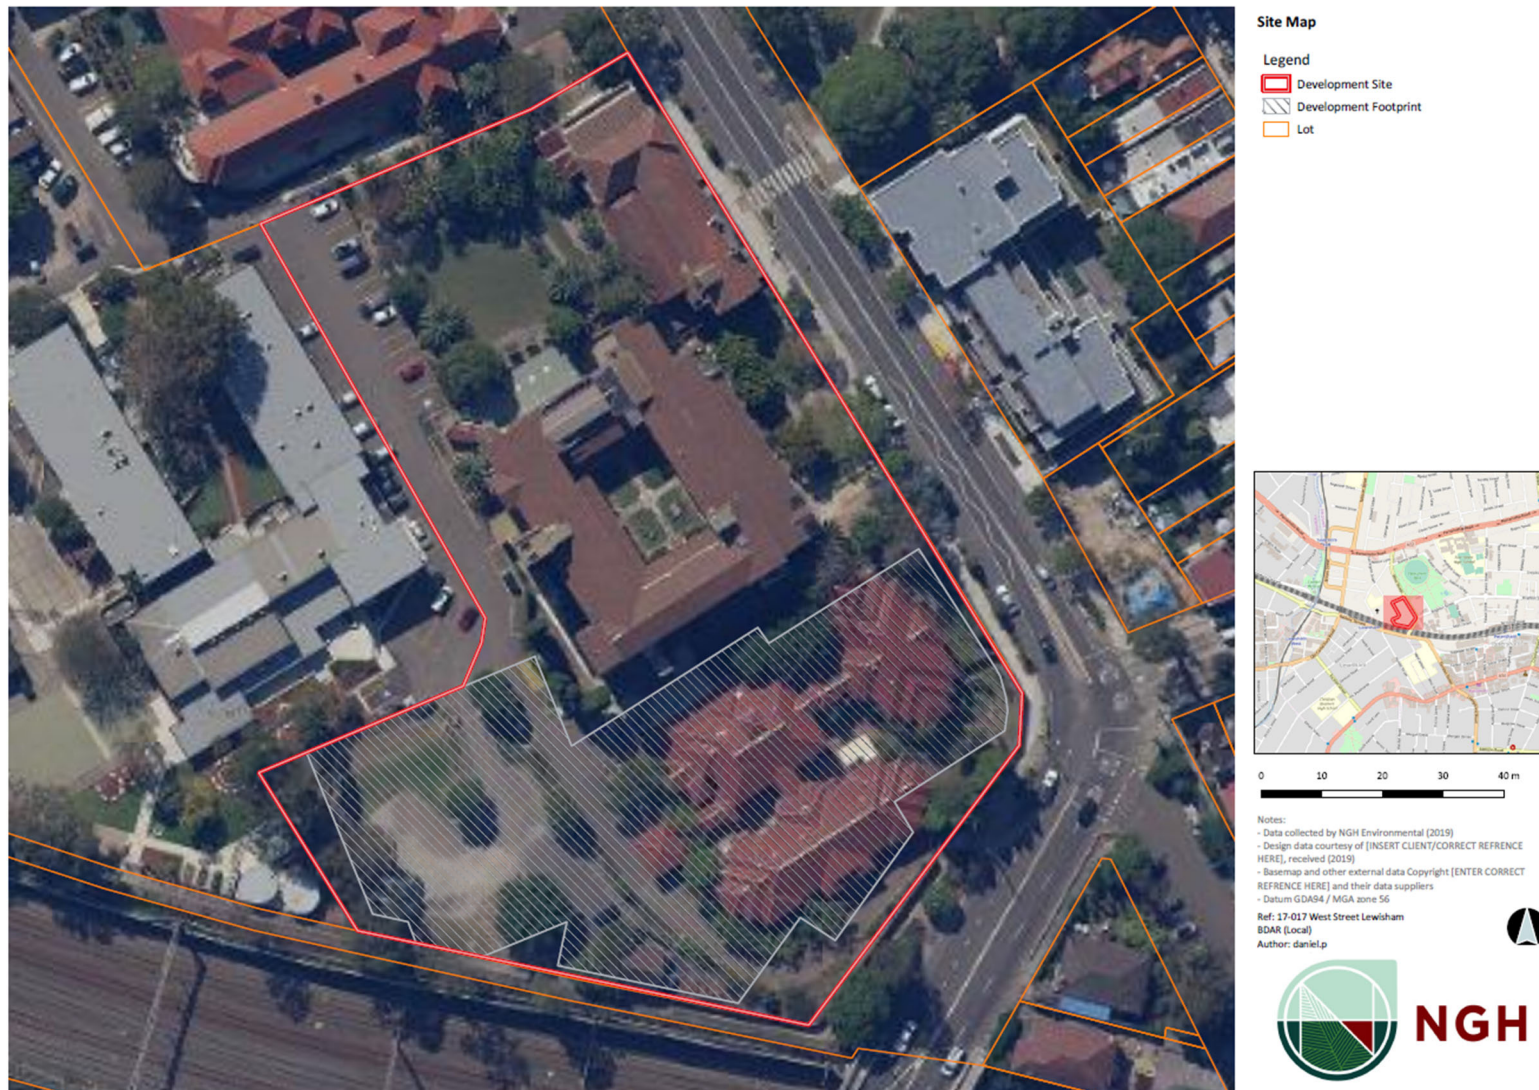 Site Map
Legend
Development Site
Development Footprint
Lot
0 10 20 30 40 m
Notes:
- Data collected by NGH Environmental (2019)
- Design data courtesy of [INSERT CLIENT/CORRECT REFRENCE
HERE], received (2019)
- Basemap and other external data Copyright [ENTER CORRECT
REFRENCE HERE] and their data suppliers
- Datum GDA94 / MGA zone 56
Ref: 17-017 West Street Lewisham
BDAR (Local)
Author: daniel.p
NGH